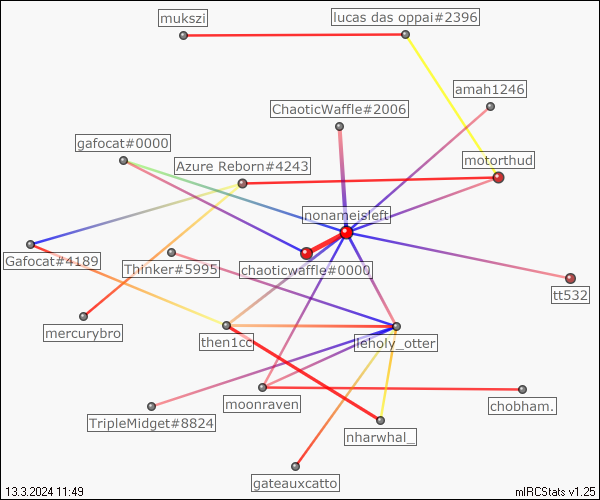 mukszi
lucas das oppai#2396
amah1246
ChaoticWaffle#2006
gafocat#0000
motorthud
Azure Reborn#4243
nonameisleft
Gafocat#4189
Thinker#5995
chaoticwaffle#0000
tt532
mercurybro
then1cc
leholy_otter
moonraven
chobham.
TripleMidget#8824
nharwhal_
gateauxcatto
13.3.2024 11:49
mIRCStats v1.25